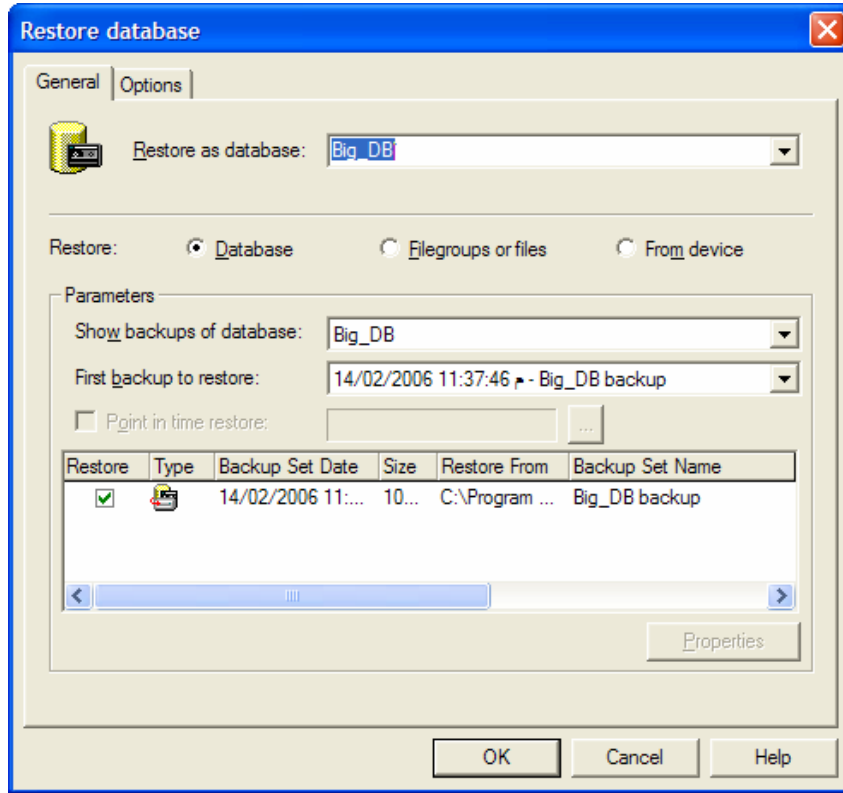 Restore database
General Options
Restore as database: Big_DB
Restore: Database Filegroups or files From device
Parameters
Show backups of database: Big_DB
First backup to restore: 14/02/2006 11:37:46 م - Big_DB backup
Point in time restore: ...
Restore Type Backup Set Date Size Restore From Backup Set Name
14/02/2006 11:... 10... C:\Program ... Big_DB backup
Properties
OK Cancel Help